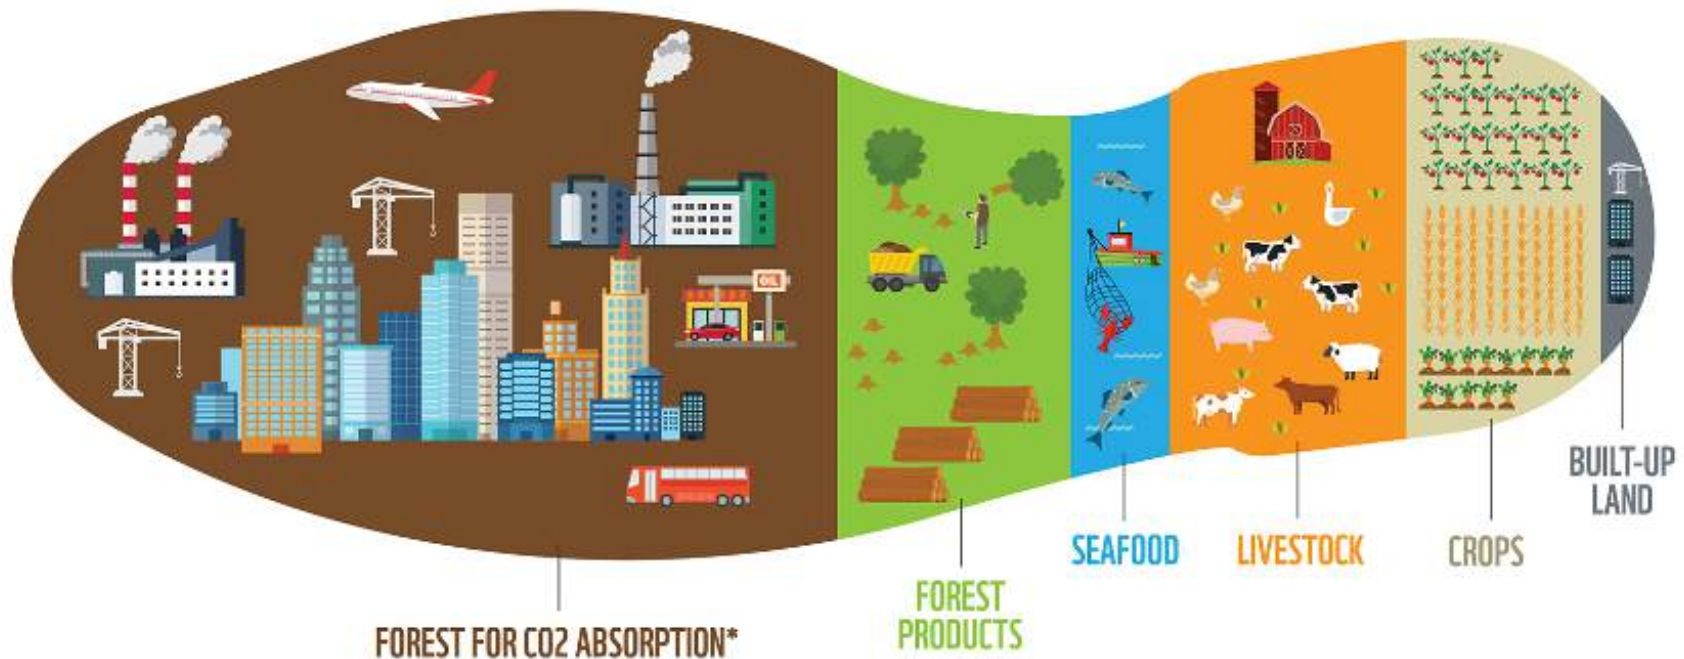 OIL
FOREST FOR CO2 ABSORPTION*
FOREST
PRODUCTS
SEAFOOD
LIVESTOCK
CROPS
BUILT-UP
LAND